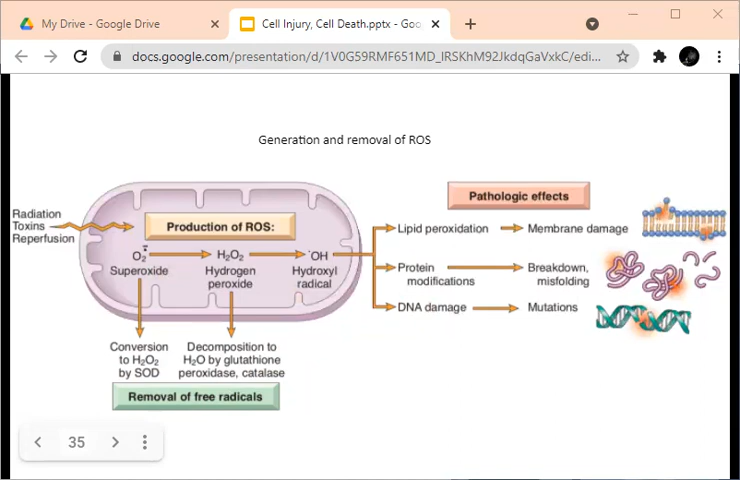 My Drive - Google Drive
Cell Injury, Cell Death.pptx - Goo
docs.google.com/presentation/d/1V0G59RMF651MD_lRSKhM92JkdqGaVxkC/edi...
Generation and removal of ROS
Pathologic effects
Radiation
Toxins
Reperfusion
Production of ROS:
O₂•̄
Superoxide
H₂O₂
Hydrogen
peroxide
˙OH
Hydroxyl
radical
Lipid peroxidation
Membrane damage
Protein
modifications
Breakdown,
misfolding
DNA damage
Mutations
Conversion
to H₂O₂
by SOD
Decomposition to
H₂O by glutathione
peroxidase, catalase
Removal of free radicals
35